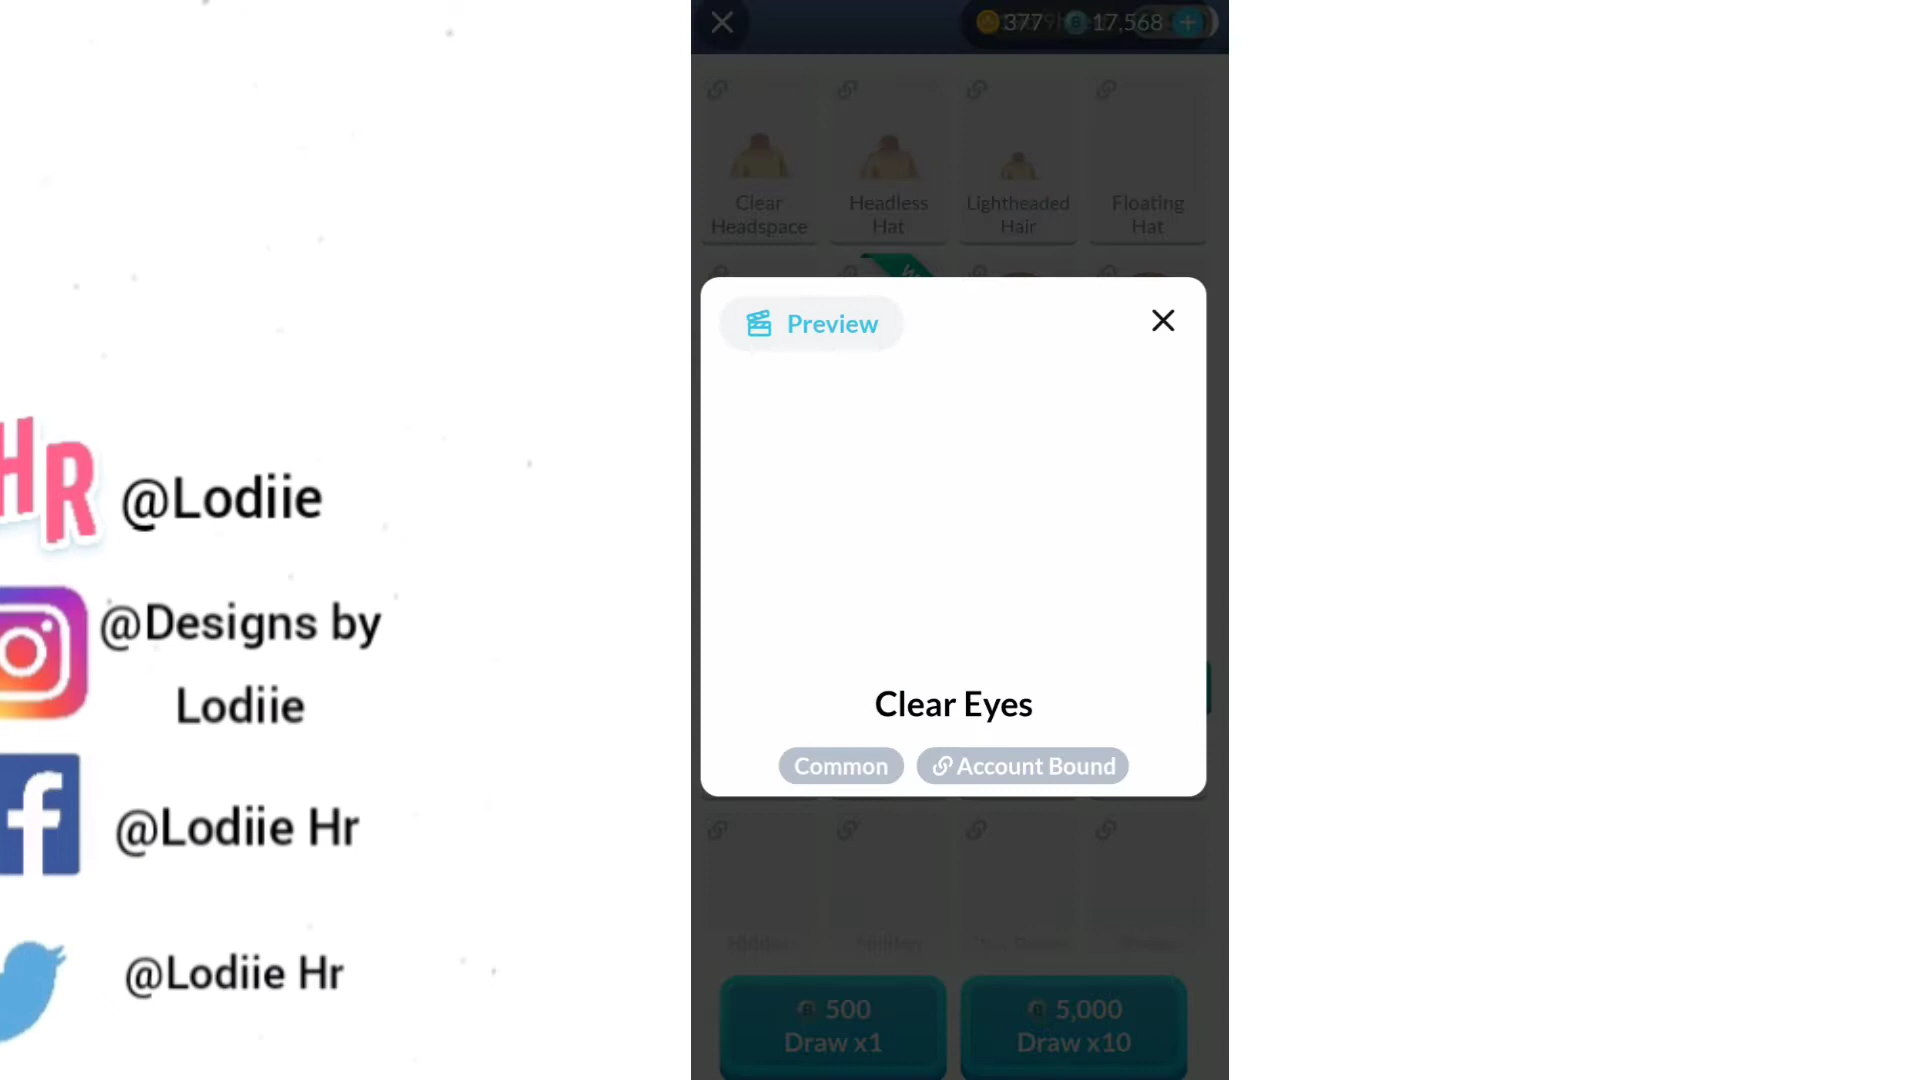 377
17,568
Clear
Headspace
Headless
Hat
Lightheaded
Hair
Floating
Hat
Preview
Clear Eyes
Common
Account Bound
HR
@Lodiie
@Designs by
Lodiie
@Lodiie Hr
@Lodiie Hr
500
Draw x1
5,000
Draw x10